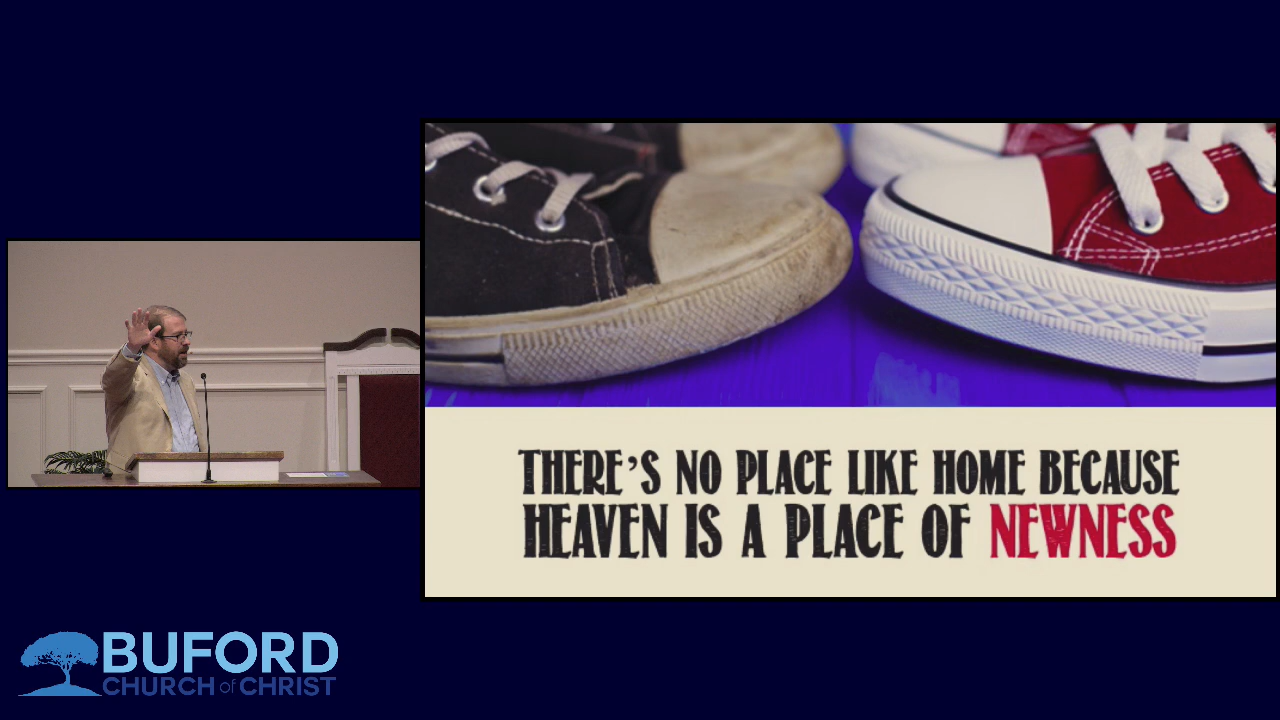 THERE'S NO PLACE LIKE HOME BECAUSE
HEAVEN IS A PLACE OF NEWNESS
BUFORD
CHURCH of CHRIST